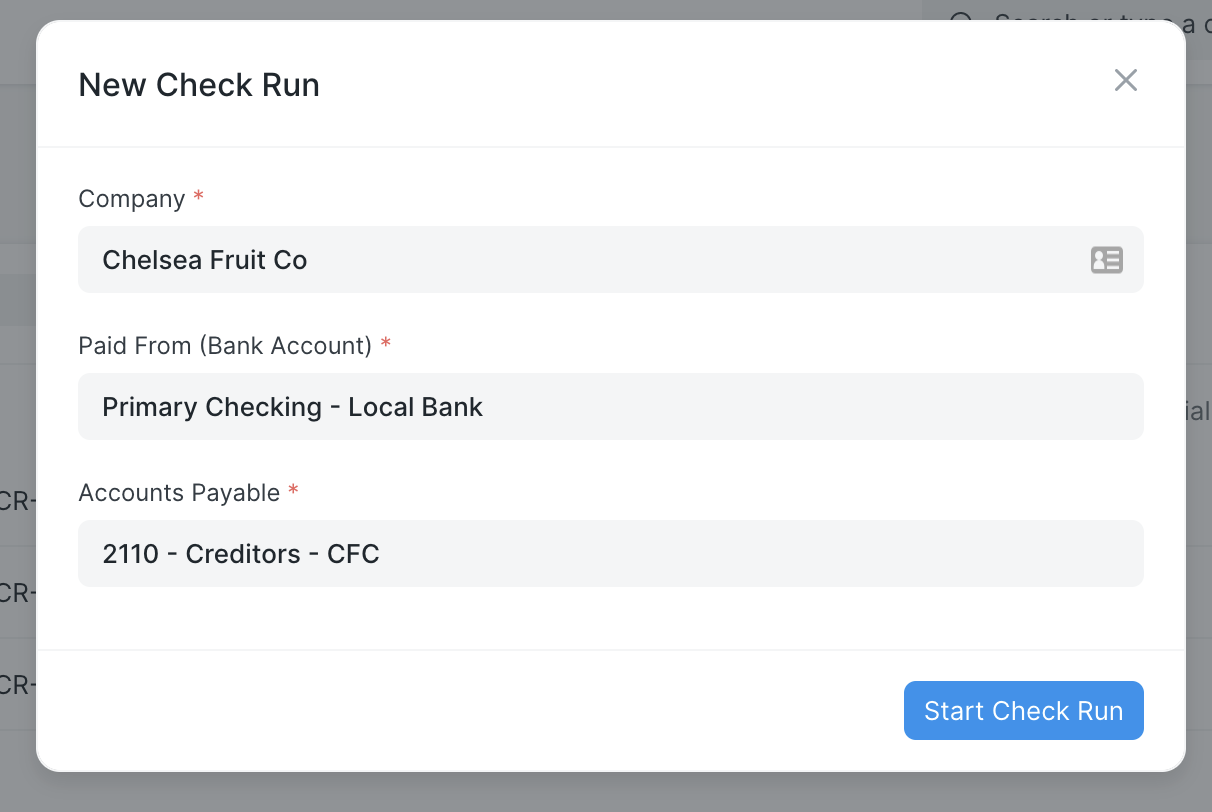 Search or type a c
New Check Run
Company *
Chelsea Fruit Co
Paid From (Bank Account) *
Primary Checking - Local Bank
ial
Accounts Payable *
CR-
2110 - Creditors - CFC
CR-
CR-
Start Check Run